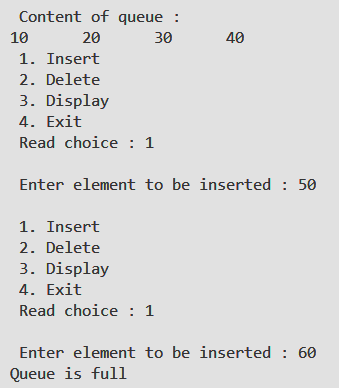 Content of queue :
10 20 30 40
1. Insert
2. Delete
3. Display
4. Exit
Read choice : 1
Enter element to be inserted : 50
1. Insert
2. Delete
3. Display
4. Exit
Read choice : 1
Enter element to be inserted : 60
Queue is full